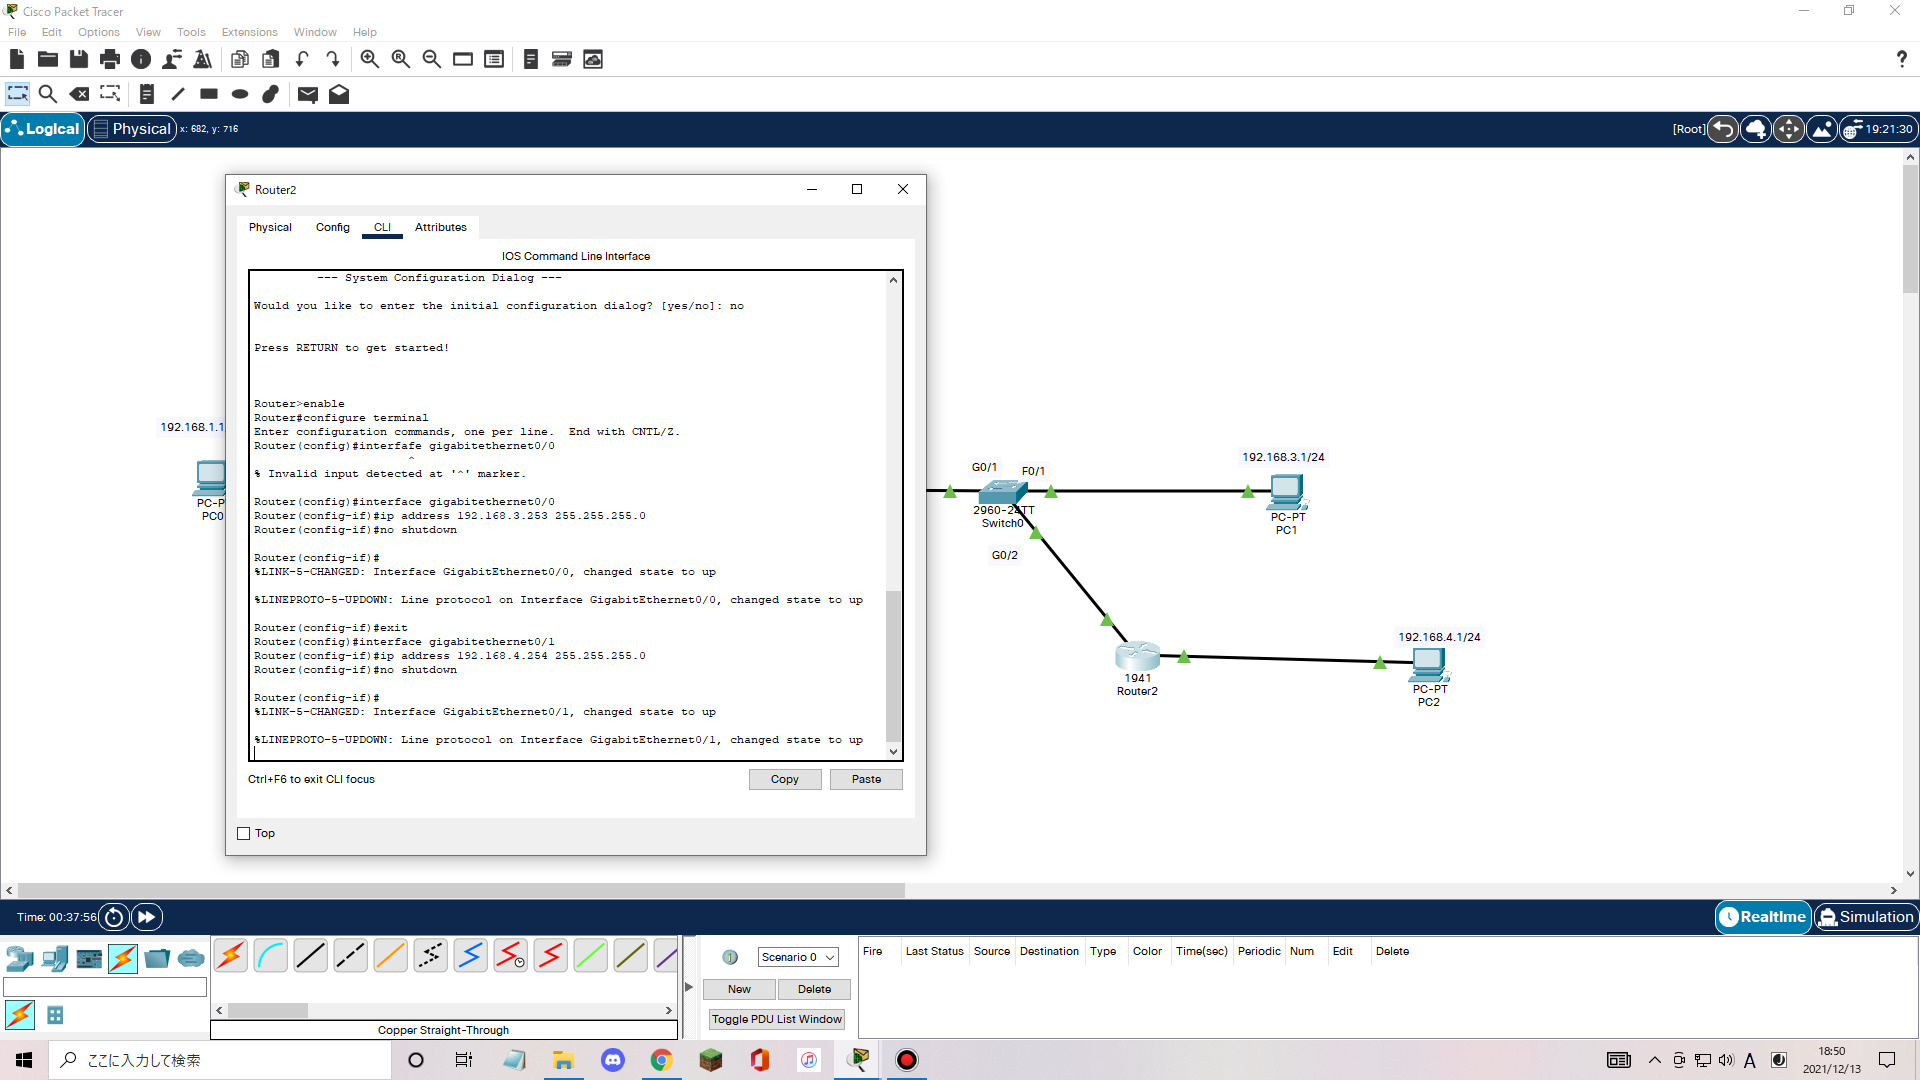 Cisco Packet Tracer
File Edit Options View Tools Extensions Window Help
Logical Physical x: 682, y: 716 [Root] 19:21:30
Router2
Physical Config CLI Attributes
IOS Command Line Interface
--- System Configuration Dialog ---
Would you like to enter the initial configuration dialog? [yes/no]: no
Press RETURN to get started!
Router>enable
Router#configure terminal
Enter configuration commands, one per line.  End with CNTL/Z.
Router(config)#interfafe gigabitethernet0/0
^
% Invalid input detected at '^' marker.
Router(config)#interface gigabitethernet0/0
Router(config-if)#ip address 192.168.3.253 255.255.255.0
Router(config-if)#no shutdown
Router(config-if)#
%LINK-5-CHANGED: Interface GigabitEthernet0/0, changed state to up
%LINEPROTO-5-UPDOWN: Line protocol on Interface GigabitEthernet0/0, changed state to up
Router(config-if)#exit
Router(config)#interface gigabitethernet0/1
Router(config-if)#ip address 192.168.4.254 255.255.255.0
Router(config-if)#no shutdown
Router(config-if)#
%LINK-5-CHANGED: Interface GigabitEthernet0/1, changed state to up
%LINEPROTO-5-UPDOWN: Line protocol on Interface GigabitEthernet0/1, changed state to up
Ctrl+F6 to exit CLI focus
Copy Paste
Top
192.168.1.1
PC-P
PC0
G0/1
F0/1
2960-24TT
Switch0
G0/2
192.168.3.1/24
PC-PT
PC1
1941
Router2
192.168.4.1/24
PC-PT
PC2
Time: 00:37:56
Realtime Simulation
Scenario 0
New Delete
Toggle PDU List Window
Fire Last Status Source Destination Type Color Time(sec) Periodic Num Edit Delete
Copper Straight-Through
ここに入力して検索
A
18:50
2021/12/13